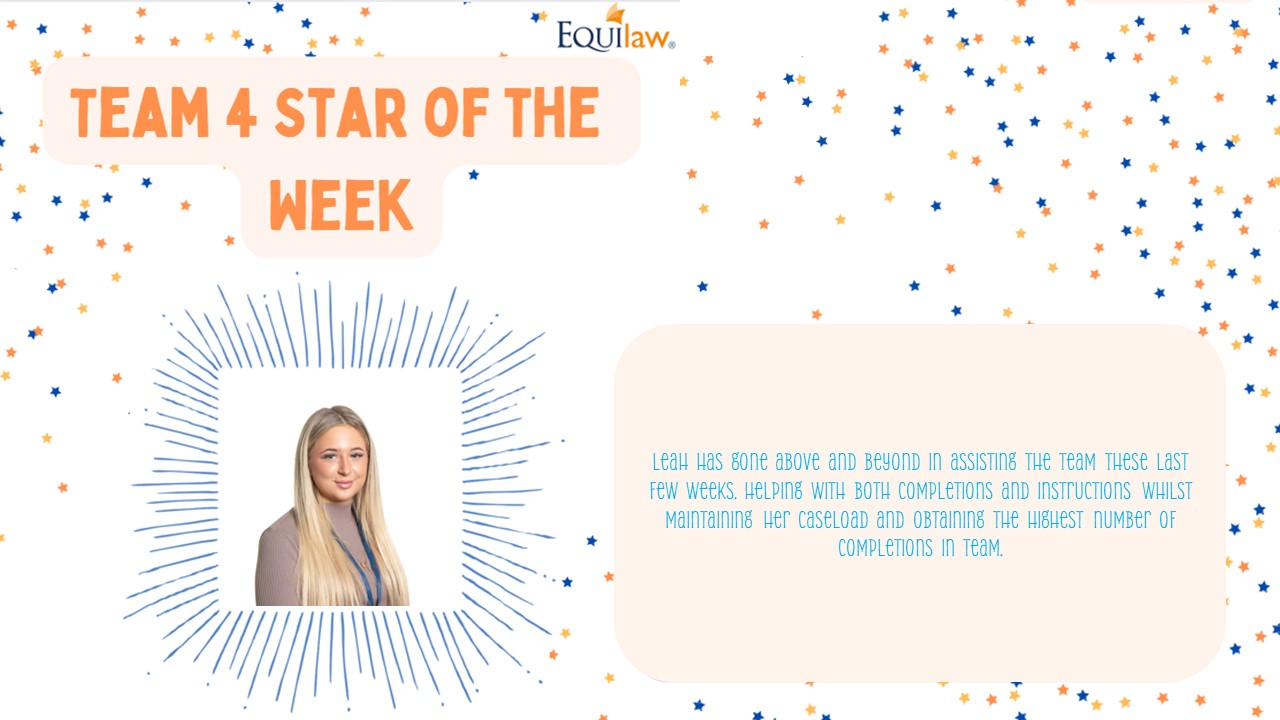 EQUIlaw®
TEAM 4 STAR OF THE
WEEK
Leah has gone above and beyond in assisting the team these last
few weeks. Helping with both completions and instructions whilst
maintaining her caseload and obtaining the highest number of
completions in team.